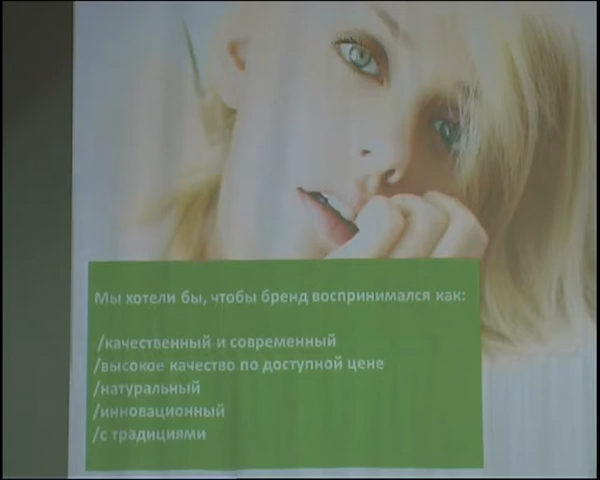 Мы хотели бы, чтобы бренд воспринимался как:
/качественный и современный
/высокое качество по доступной цене
/натуральный
/инновационный
/с традициями